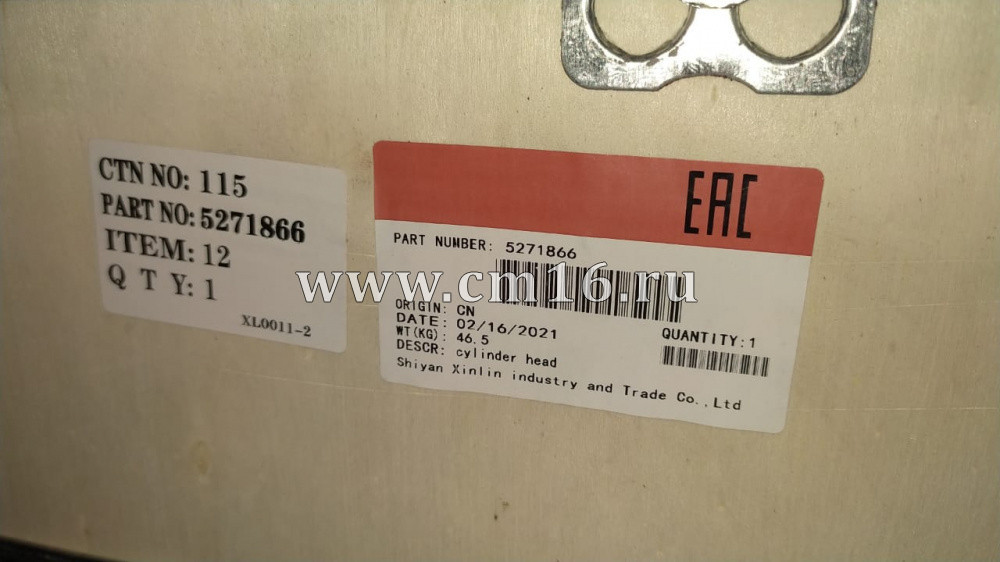 CTN NO: 115
PART NO: 5271866
ITEM: 12
Q T Y: 1
XL0011-2
EAC
PART NUMBER: 5271866
ORIGIN: CN
DATE: 02/16/2021
WT(KG): 46.5
QUANTITY:1
DESCR: cylinder head
Shiyan Xinlin industry and Trade Co.,Ltd
www.cm16.ru